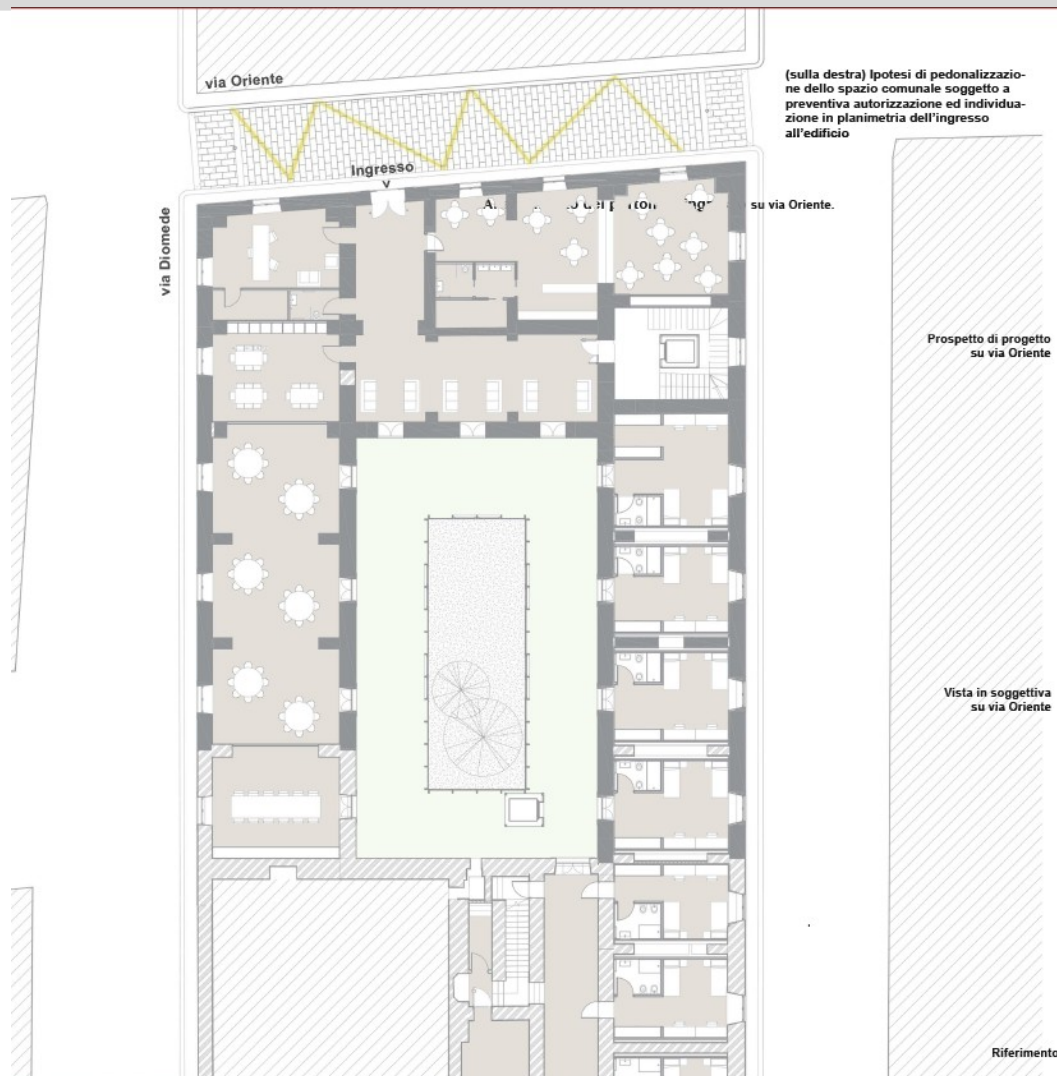 via Oriente
(sulla destra) Ipotesi di pedonalizzazio-
ne dello spazio comunale soggetto a
preventiva autorizzazione ed individua-
zione in planimetria dell'ingresso
all'edificio
Ingresso
v
su via Oriente.
via Diomede
Prospetto di progetto
su via Oriente
Vista in soggettiva
su via Oriente
Riferimento